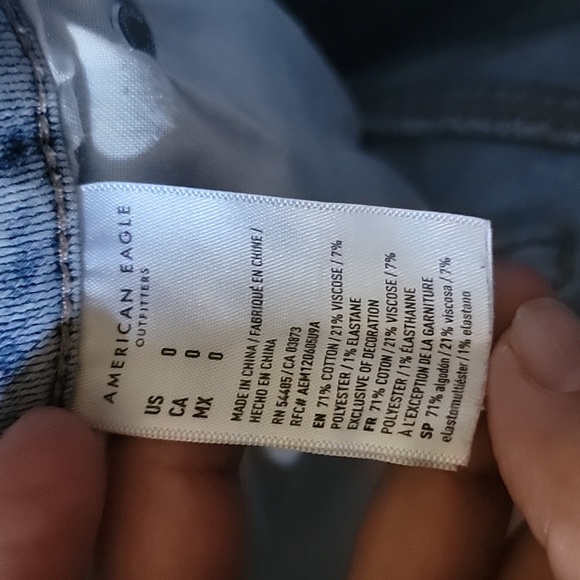 AMERICAN EAGLE
OUTFITTERS
US 0
CA 0
MX 0
MADE IN CHINA / FABRIQUÉ EN CHINE /
HECHO EN CHINA
RN 54485 / CA 03873
RFC# AEM120606URA
EN 71% COTTON / 21% VISCOSE / 7%
POLYESTER / 1% ELASTANE
EXCLUSIVE OF DECORATION
FR 71% COTON / 21% VISCOSE / 7%
POLYESTER / 1% ÉLASTHANNE
À L'EXCEPTION DE LA GARNITURE
SP 71% algodón / 21% viscosa / 7%
elastomultiéster / 1% elastano